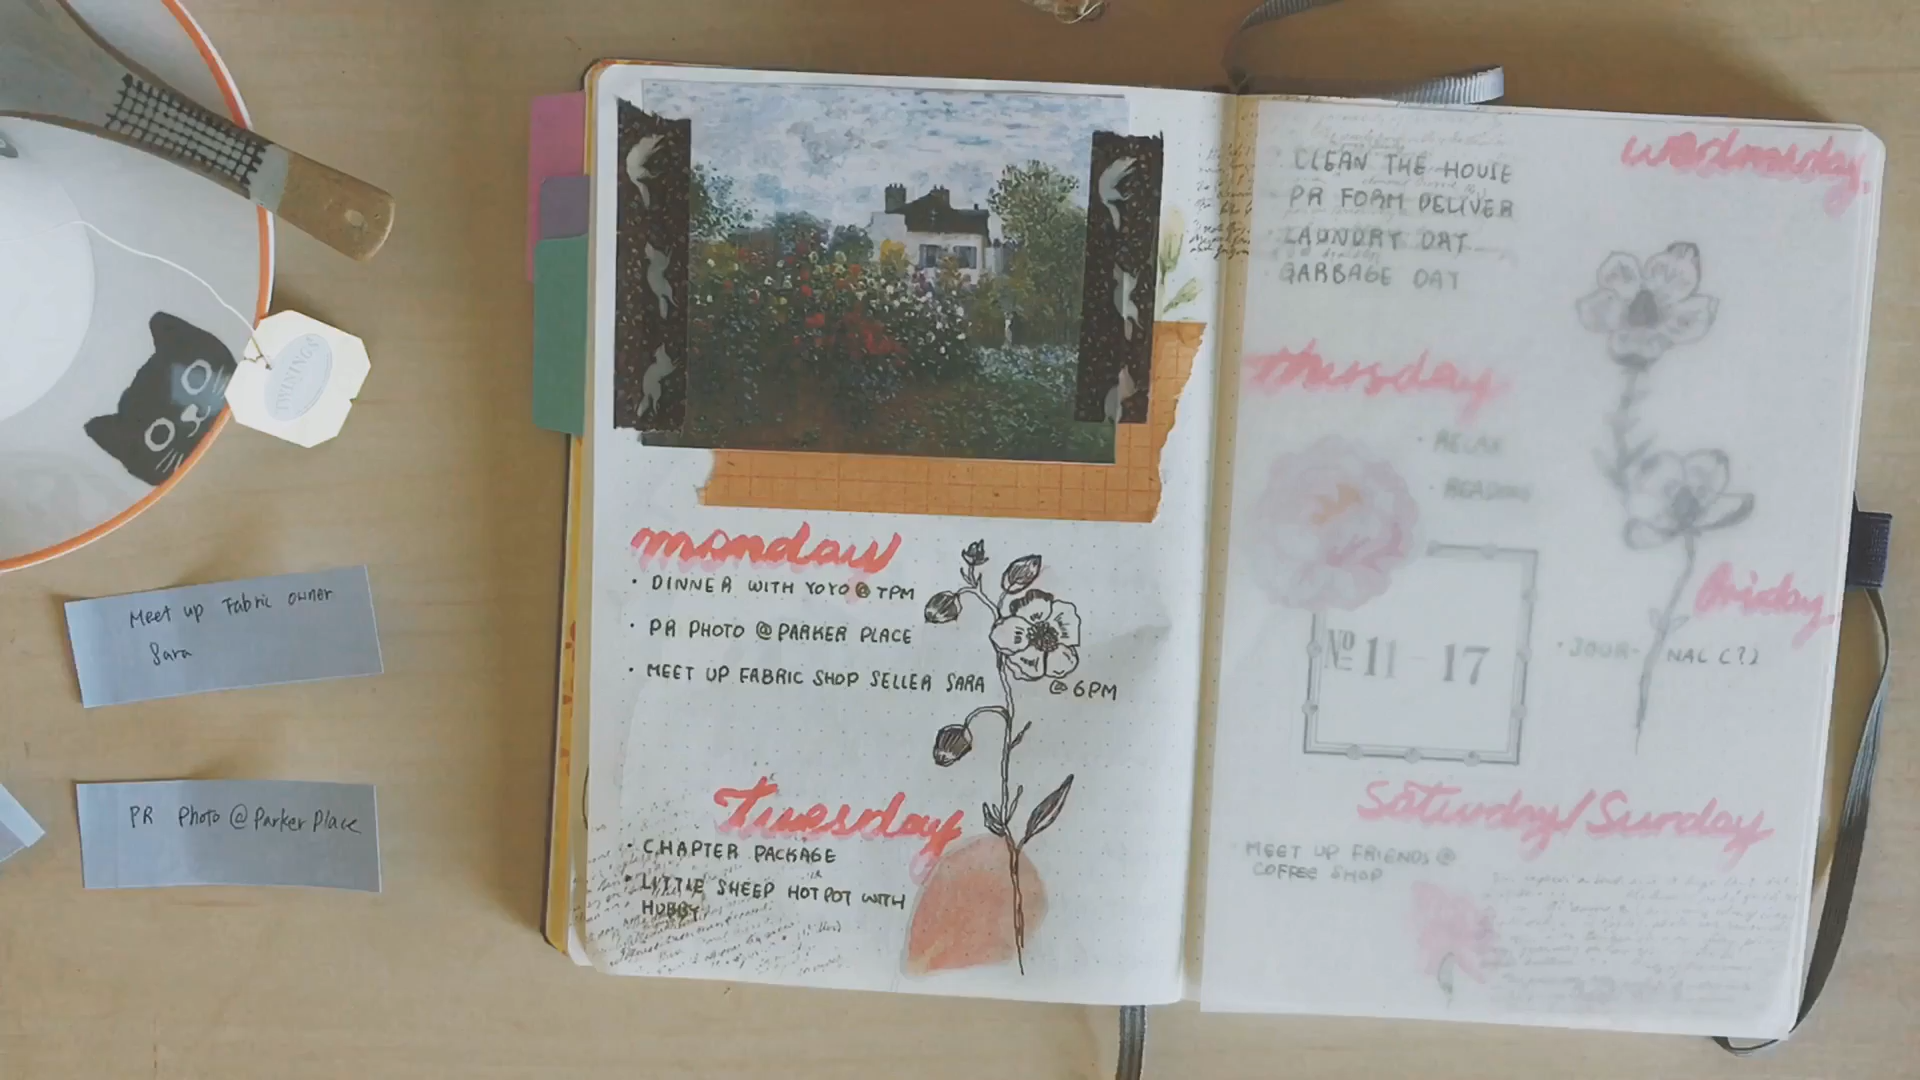 TWININGS
Meet up Fabric owner
Sara
PR Photo @ Parker Place
monday
• DINNER WITH YOYO @ 7PM
• PR PHOTO @ PARKER PLACE
• MEET UP FABRIC SHOP SELLER SARA @ 6PM
Tuesday
• CHAPTER PACKAGE
• LITTLE SHEEP HOTPOT WITH
HUBBY
wednesday
· CLEAN THE HOUSE
· PR FORM DELIVER
· LAUNDRY DAY
· GARBAGE DAY
thursday
· RELAX
· READING
Nº 11 - 17
friday
· JOUR- NAL (?)
Saturday/Sunday
· MEET UP FRIENDS @
COFFEE SHOP